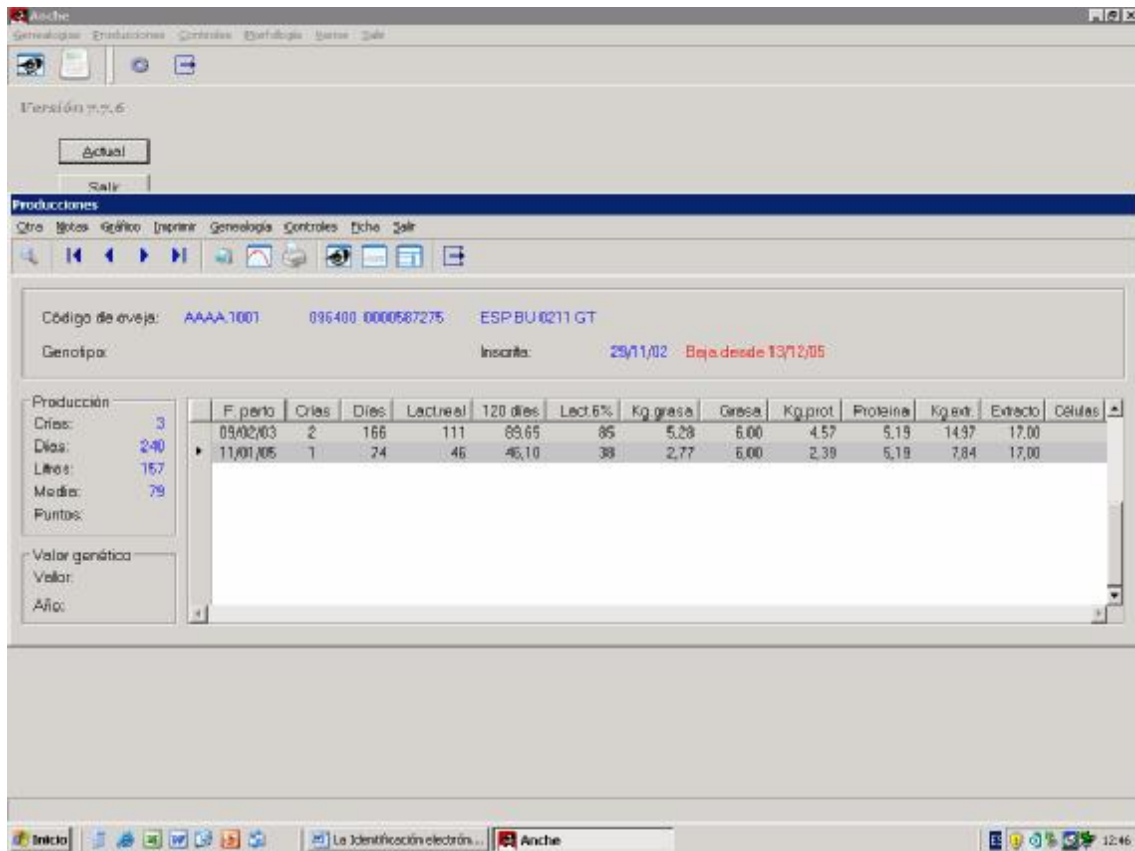 Anche
Genealogías Producciones Controles Morfología Barras Salir
Versión 7.7.6
Actual
Salir
Producciones
Otra Notas Gráfico Imprimir Genealogía Controles Ficha Salir
Código de oveja: AAAA.1001 096400 0000587275 ESP BU 0211 GT
Genotipo: Inscrita: 29/11/02 Baja desde 13/12/05
Producción
Crías: 3
Días: 240
Litros: 157
Media: 79
Puntos:
F. parto Crías Días Lact.real 120 días Lact.6% Kg.grasa Grasa Kg.prot Proteina Kg.extr. Extracto Células
09/02/03 2 166 111 89,65 85 5,28 6,00 4,57 5,19 14,97 17,00
11/01/05 1 74 46 46,10 38 2,77 6,00 2,39 5,19 7,84 17,00
Valor genético
Valor:
Año:
Inicio La Identificación electrón... Anche ES 12:46